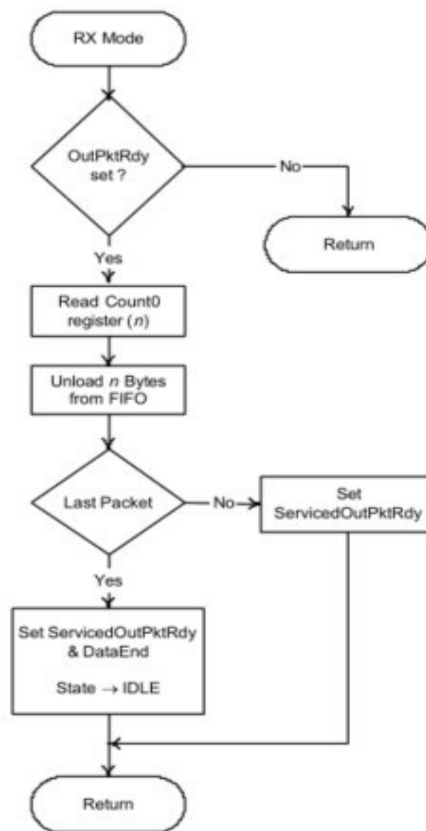 RX Mode
OutPktRdy
set ?
No
Return
Yes
Read Count0
register (n)
Unload n Bytes
from FIFO
Last Packet
No
Set
ServicedOutPktRdy
Yes
Set ServicedOutPktRdy
& DataEnd
State → IDLE
Return